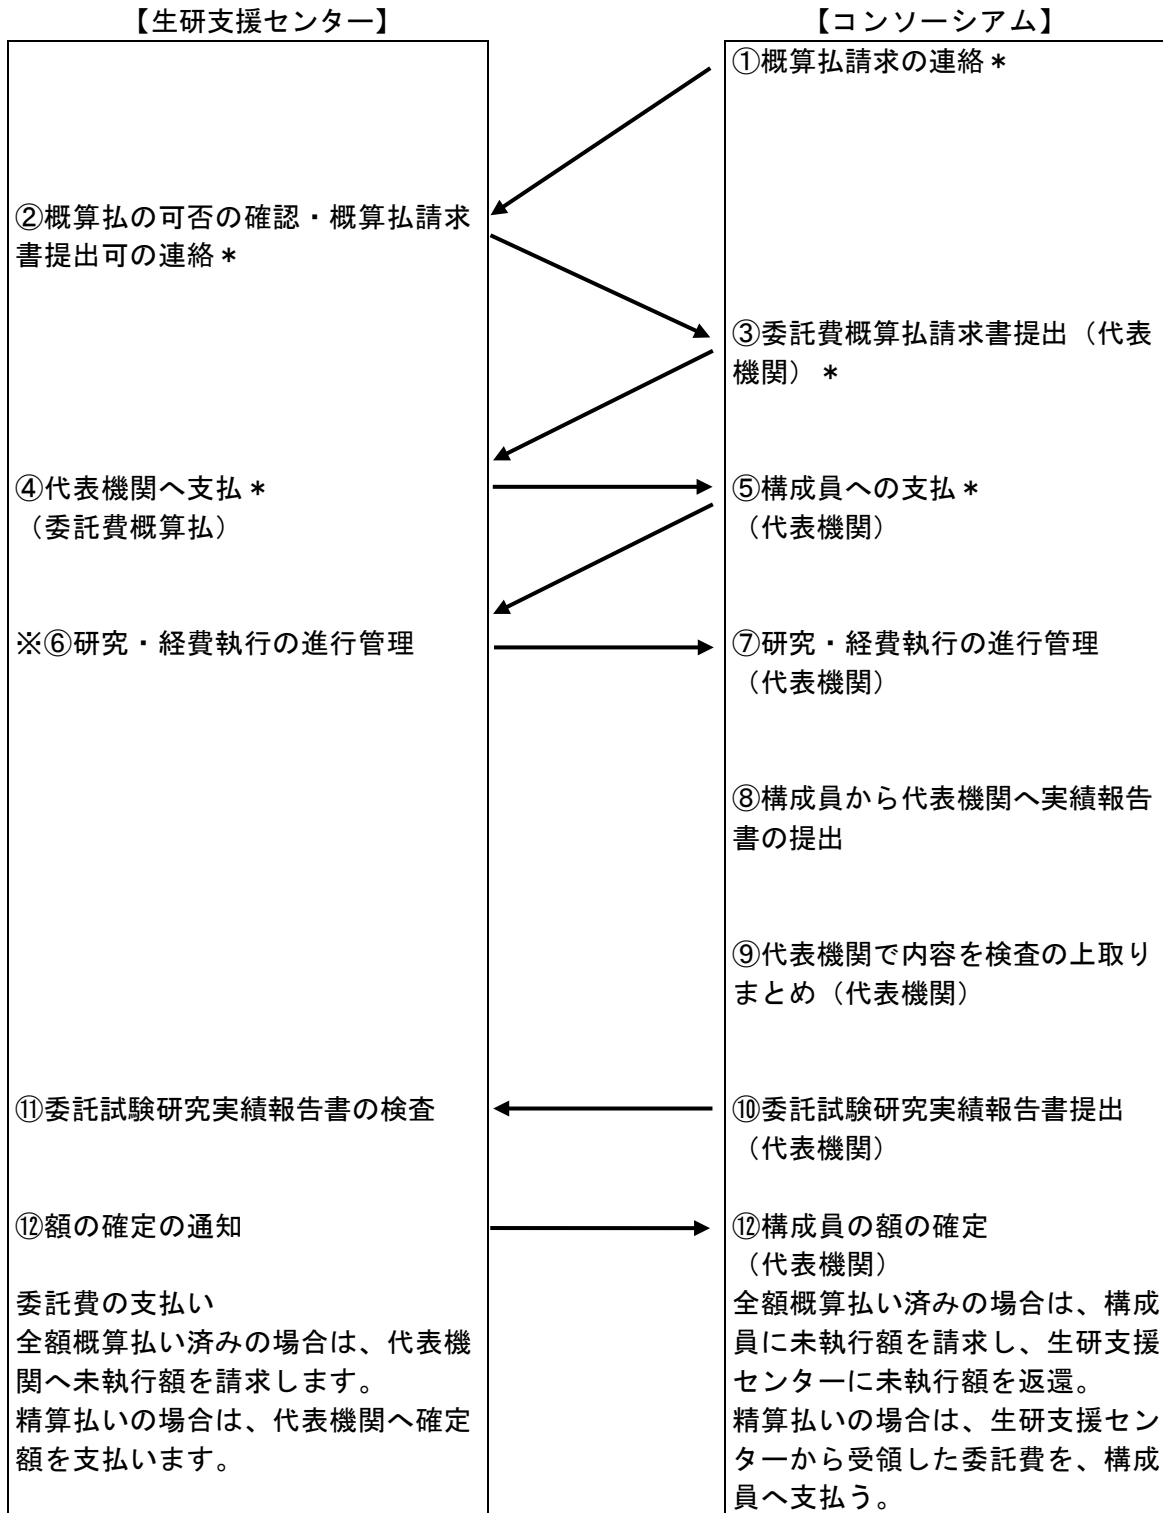 【生研支援センター】
【コンソーシアム】
①概算払請求の連絡＊
②概算払の可否の確認・概算払請求
書提出可の連絡＊
③委託費概算払請求書提出（代表
機関）＊
④代表機関へ支払＊
（委託費概算払）
⑤構成員への支払＊
（代表機関）
※⑥研究・経費執行の進行管理
⑦研究・経費執行の進行管理
（代表機関）
⑧構成員から代表機関へ実績報告
書の提出
⑨代表機関で内容を検査の上取り
まとめ（代表機関）
⑩委託試験研究実績報告書提出
（代表機関）
⑪委託試験研究実績報告書の検査
⑫額の確定の通知
委託費の支払い
全額概算払い済みの場合は、代表機
関へ未執行額を請求します。
精算払いの場合は、代表機関へ確定
額を支払います。
⑫構成員の額の確定
（代表機関）
全額概算払い済みの場合は、構成
員に未執行額を請求し、生研支援
センターに未執行額を返還。
精算払いの場合は、生研支援セン
ターから受領した委託費を、構成
員へ支払う。